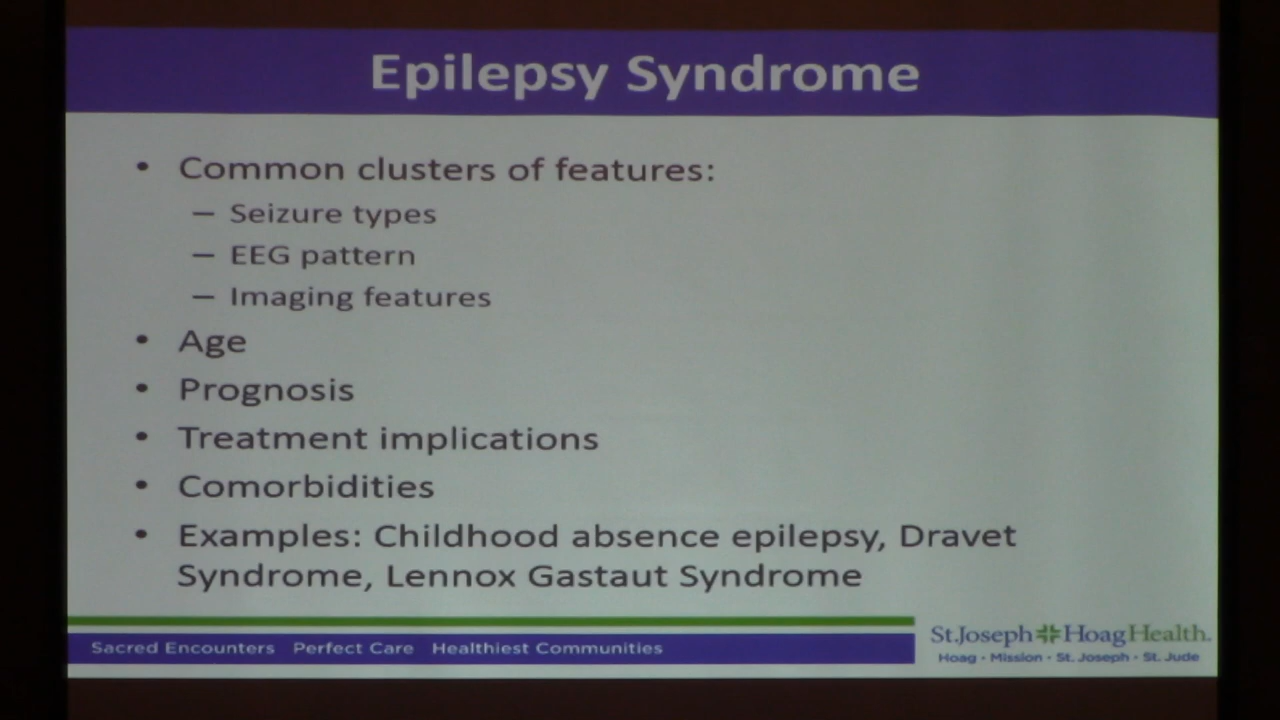 Epilepsy Syndrome
• Common clusters of features:
– Seizure types
– EEG pattern
– Imaging features
• Age
• Prognosis
• Treatment implications
• Comorbidities
• Examples: Childhood absence epilepsy, Dravet
Syndrome, Lennox Gastaut Syndrome
Sacred Encounters Perfect Care Healthiest Communities
St.Joseph HoagHealth.
Hoag · Mission · St. Joseph · St. Jude